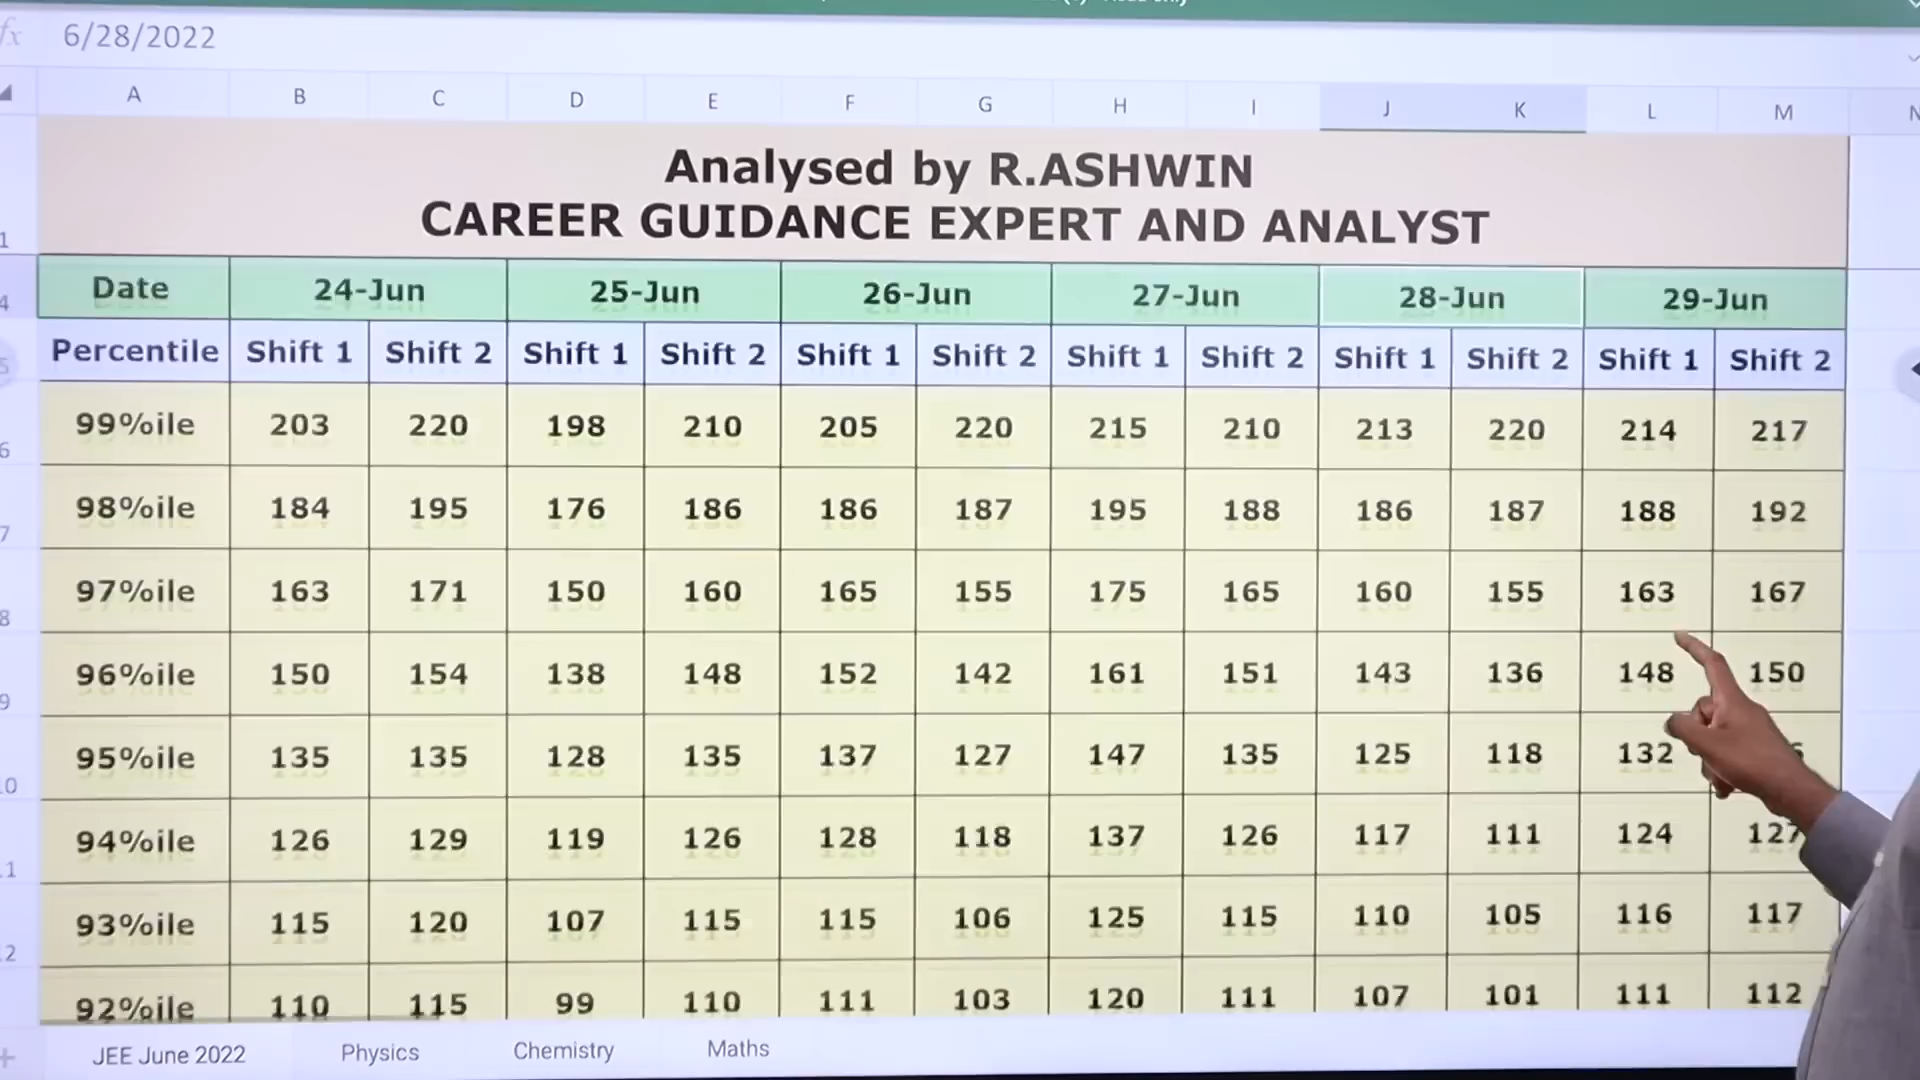 6/28/2022
A B C D E F G H I J K L M N
Analysed by R.ASHWIN
CAREER GUIDANCE EXPERT AND ANALYST
Date 24-Jun 25-Jun 26-Jun 27-Jun 28-Jun 29-Jun
Percentile Shift 1 Shift 2 Shift 1 Shift 2 Shift 1 Shift 2 Shift 1 Shift 2 Shift 1 Shift 2 Shift 1 Shift 2
99%ile 203 220 198 210 205 220 215 210 213 220 214 217
98%ile 184 195 176 186 186 187 195 188 186 187 188 192
97%ile 163 171 150 160 165 155 175 165 160 155 163 167
96%ile 150 154 138 148 152 142 161 151 143 136 148 150
95%ile 135 135 128 135 137 127 147 135 125 118 132
94%ile 126 129 119 126 128 118 137 126 117 111 124 127
93%ile 115 120 107 115 115 106 125 115 110 105 116 117
92%ile 110 115 99 110 111 103 120 111 107 101 111 112
JEE June 2022 Physics Chemistry Maths